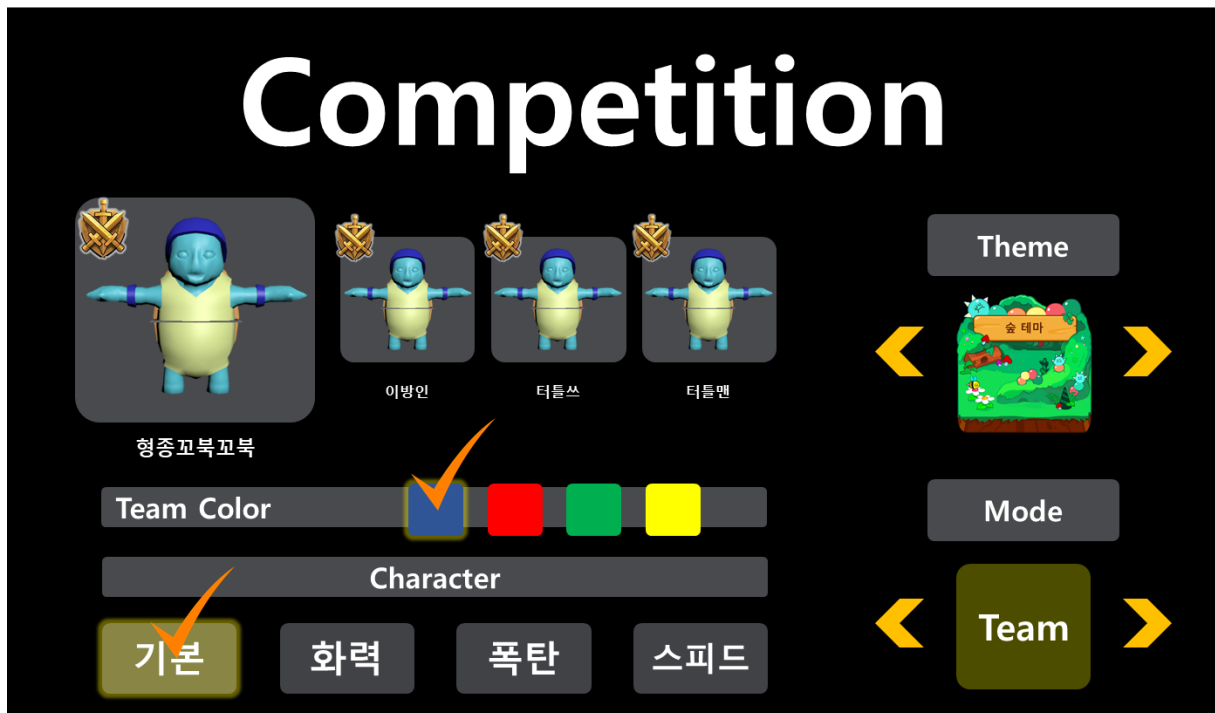 Competition
형종꼬북꼬북
이방인
터틀쓰
터틀맨
Theme
숲 테마
Team Color
Character
기본
화력
폭탄
스피드
Mode
Team